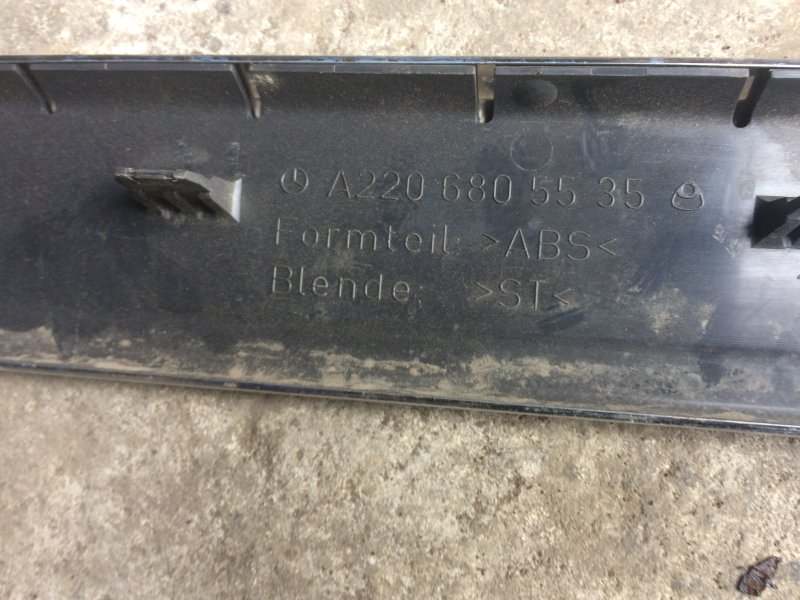 A220 680 55 35
Formteil: >ABS<
Blende: >ST<